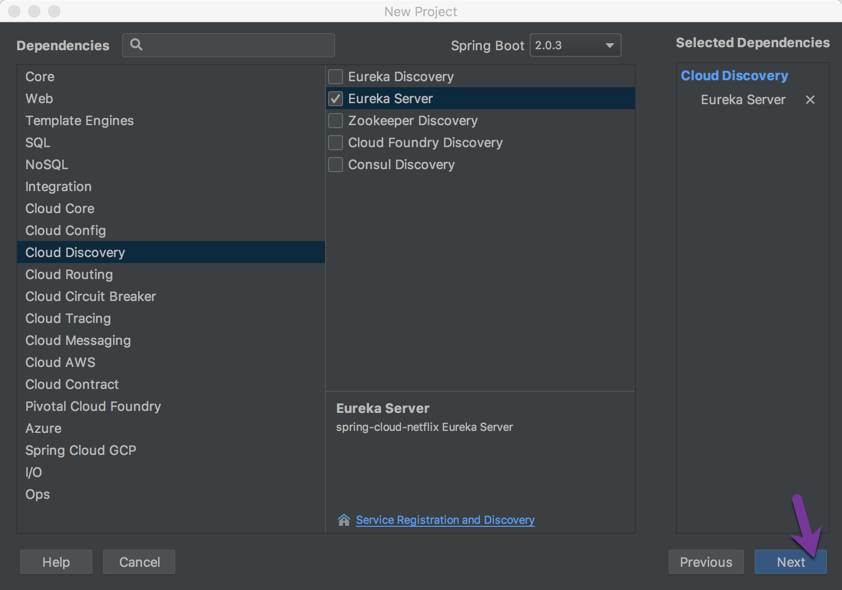 New Project
Dependencies
Spring Boot 2.0.3
Selected Dependencies
Core
Web
Template Engines
SQL
NoSQL
Integration
Cloud Core
Cloud Config
Cloud Discovery
Cloud Routing
Cloud Circuit Breaker
Cloud Tracing
Cloud Messaging
Cloud AWS
Cloud Contract
Pivotal Cloud Foundry
Azure
Spring Cloud GCP
I/O
Ops
Eureka Discovery
Eureka Server
Zookeeper Discovery
Cloud Foundry Discovery
Consul Discovery
Eureka Server
spring-cloud-netflix Eureka Server
Service Registration and Discovery
Cloud Discovery
Eureka Server
Help
Cancel
Previous
Next